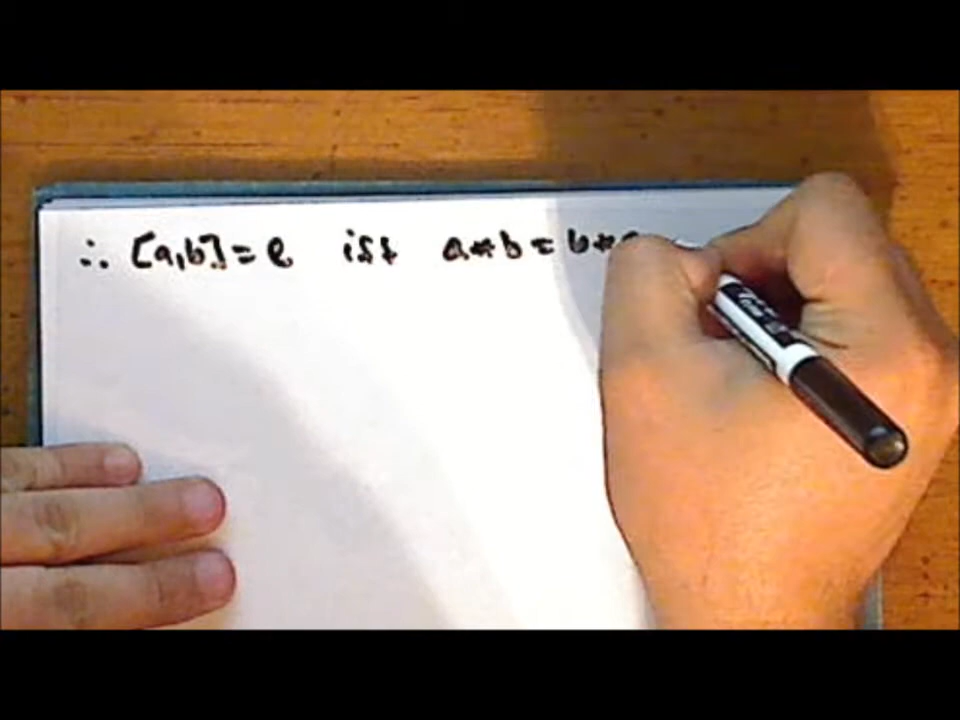 ∴ [a,b] = e iff a*b = b*